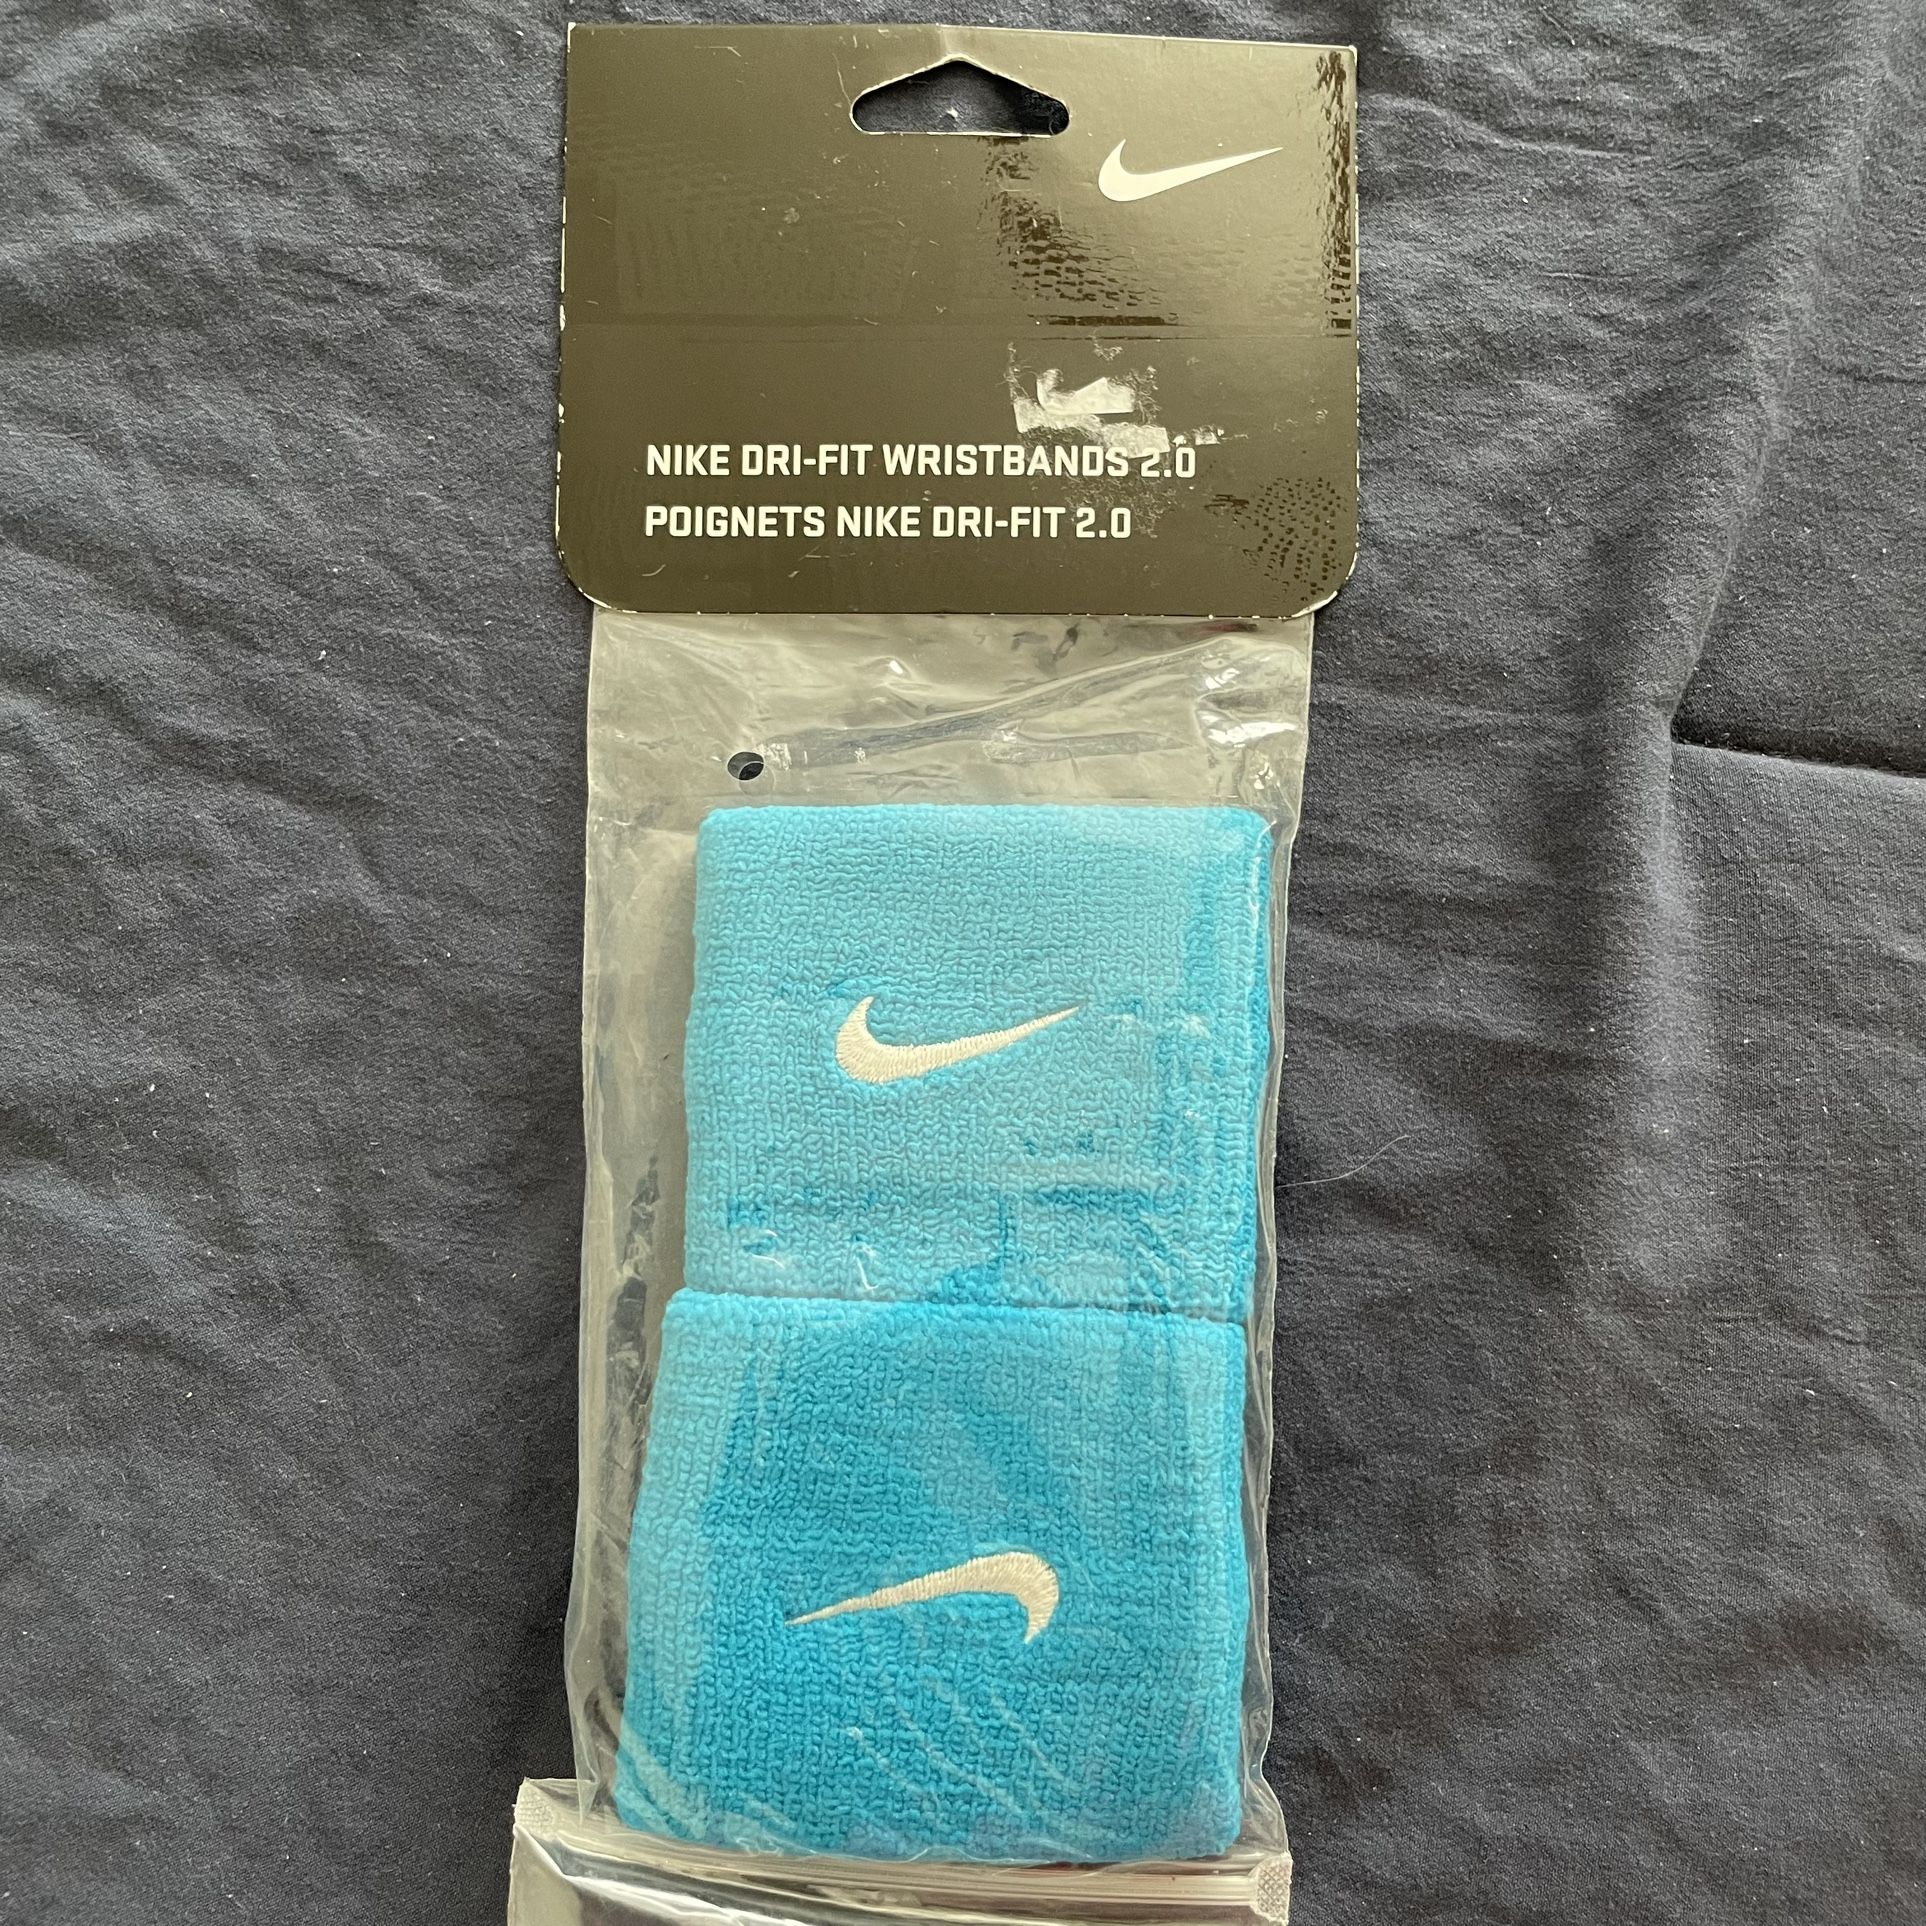 NIKE DRI-FIT WRISTBANDS 2.0
POIGNETS NIKE DRI-FIT 2.0